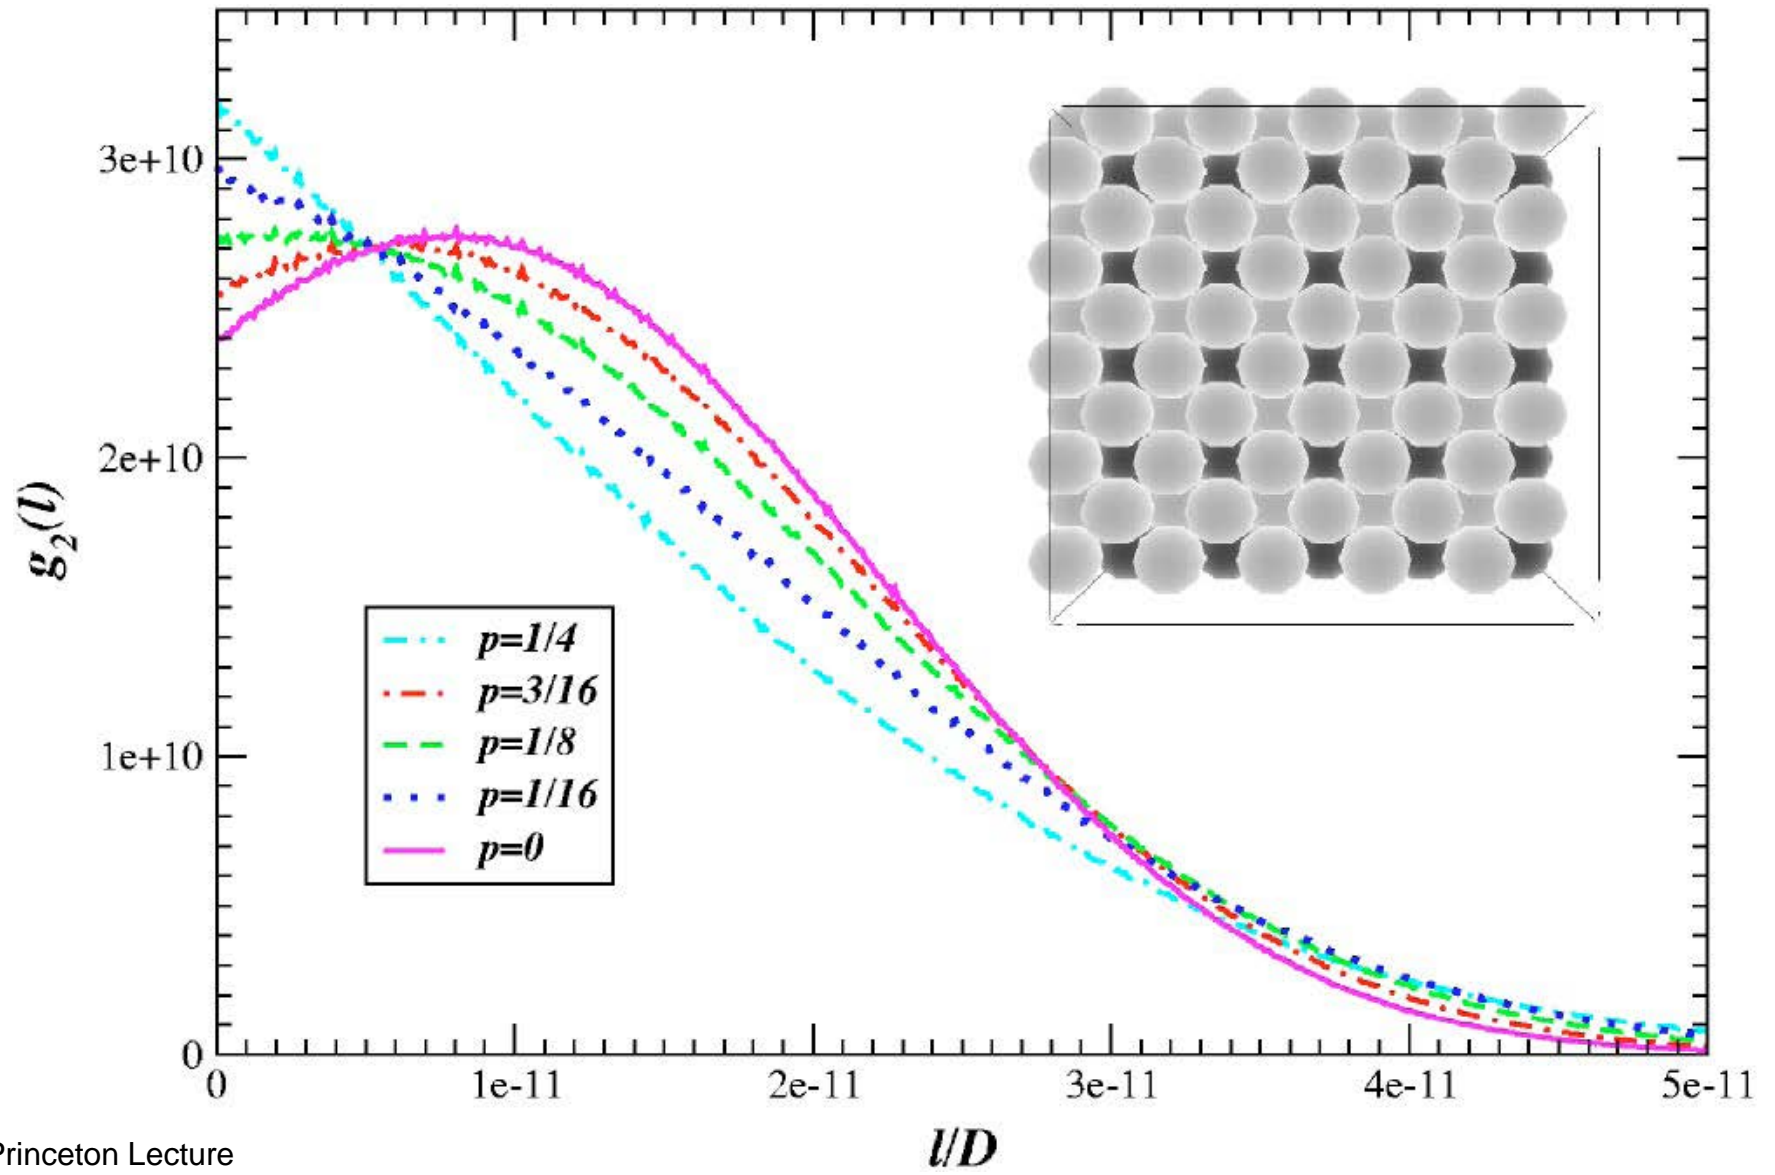 g2(l)
3e+10
2e+10
1e+10
0
p=1/4
p=3/16
p=1/8
p=1/16
p=0
0 1e-11 2e-11 3e-11 4e-11 5e-11
l/D
Princeton Lecture